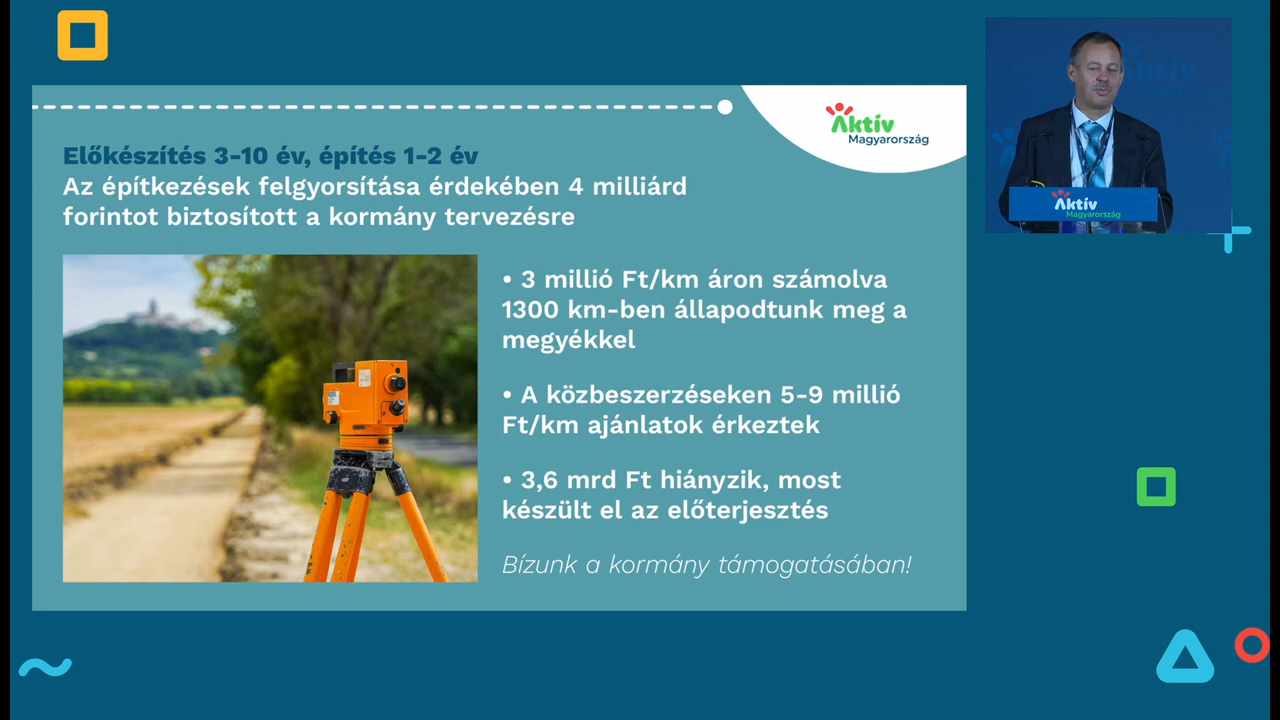 Aktív
Magyarország
Előkészítés 3-10 év, építés 1-2 év
Az építkezések felgyorsítása érdekében 4 milliárd
forintot biztosított a kormány tervezésre
• 3 millió Ft/km áron számolva
1300 km-ben állapodtunk meg a
megyékkel
• A közbeszerzéseken 5-9 millió
Ft/km ajánlatok érkeztek
• 3,6 mrd Ft hiányzik, most
készült el az előterjesztés
Bízunk a kormány támogatásában!
Aktív
Aktív
Magyarország